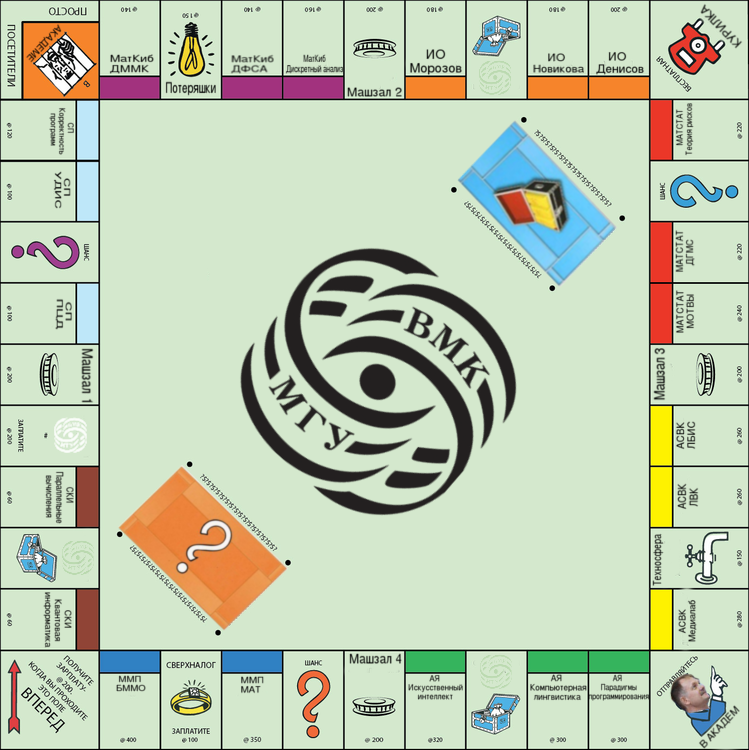 ПРОСТО
ПОСЕТИТЕЛИ
В
АКАДЕМЕ
@ 140
МатКиб
ДММК
@ 150
Потеряшки
@ 140
МатКиб
ДФСА
@ 160
МатКиб
Дискретный анализ
@ 200
Машзал 2
@ 180
ИО
Морозов
@ 180
ИО
Новикова
@ 200
ИО
Денисов
БЕСПЛАТНАЯ
КУРИЛКА
МАТСТАТ
Теория рисков
@ 220
ШАНС
МАТСТАТ
ДГМС
@ 220
МАТСТАТ
МОТВЫ
@ 240
Машзал 3
@ 200
АСВК
ЛБИС
@ 260
АСВК
ЛВК
@ 260
Техносфера
@ 150
АСВК
Медиалаб
@ 280
ОТПРАВЛЯЙТЕСЬ
В АКАДЕМ
АЯ
Парадигмы
программирования
@ 300
АЯ
Компьютерная
лингвистика
@ 300
АЯ
Искусственный
интеллект
@320
Машзал 4
@ 200
ШАНС
ММП
МАТ
@ 350
СВЕРХНАЛОГ
ЗАПЛАТИТЕ
@ 100
ММП
БММО
@ 400
ПОЛУЧИТЕ
ЗАРПЛАТУ-
@ 200,
КОГДА ВЫ ПРОХОДИТЕ
ЭТО ПОЛЕ
ВПЕРЕД
СКИ
Квантовая
информатика
@ 60
СКИ
Параллельные
вычисления
@ 60
ЗАПЛАТИТЕ
@ 200
Машзал 1
@ 200
СП
ПЦД
@ 100
ШАНС
СП
УДИС
@ 100
СП
Корректность
программ
@ 120
ВМК
МГУ
?